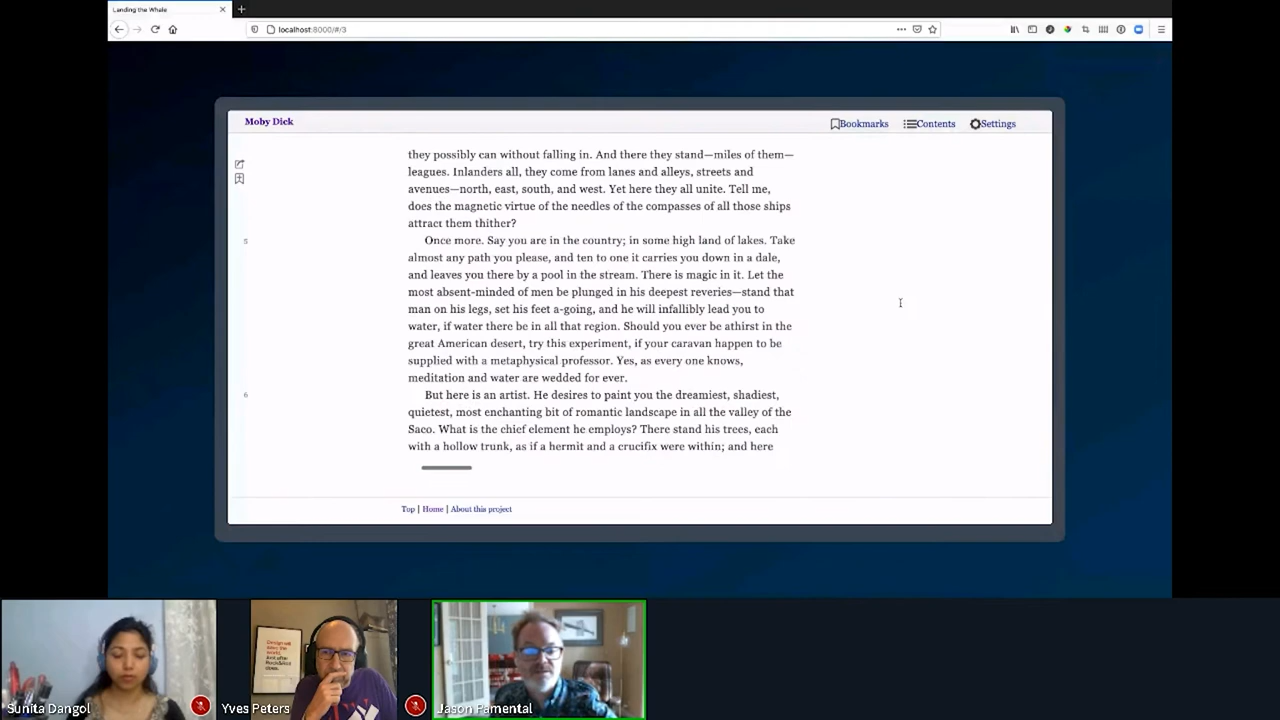 Landing the Whale
localhost:8000/#/3
Moby Dick
Bookmarks
Contents
Settings
they possibly can without falling in. And there they stand—miles of them—
leagues. Inlanders all, they come from lanes and alleys, streets and
avenues—north, east, south, and west. Yet here they all unite. Tell me,
does the magnetic virtue of the needles of the compasses of all those ships
attract them thither?
5
Once more. Say you are in the country; in some high land of lakes. Take
almost any path you please, and ten to one it carries you down in a dale,
and leaves you there by a pool in the stream. There is magic in it. Let the
most absent-minded of men be plunged in his deepest reveries—stand that
man on his legs, set his feet a-going, and he will infallibly lead you to
water, if water there be in all that region. Should you ever be athirst in the
great American desert, try this experiment, if your caravan happen to be
supplied with a metaphysical professor. Yes, as every one knows,
meditation and water are wedded for ever.
6
But here is an artist. He desires to paint you the dreamiest, shadiest,
quietest, most enchanting bit of romantic landscape in all the valley of the
Saco. What is the chief element he employs? There stand his trees, each
with a hollow trunk, as if a hermit and a crucifix were within; and here
Top | Home | About this project
Design will
save the
world.
Sunita Dangol
Yves Peters
Jason Pamental